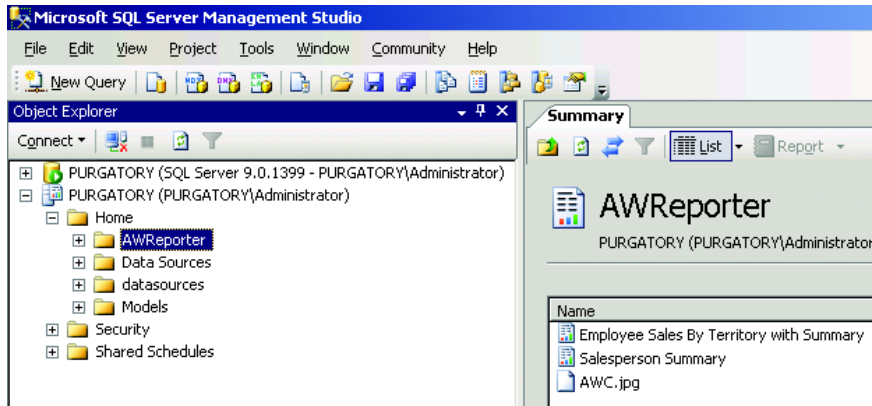 Microsoft SQL Server Management Studio
File Edit View Project Tools Window Community Help
New Query
Object Explorer
Connect
PURGATORY (SQL Server 9.0.1399 - PURGATORY\Administrator)
PURGATORY (PURGATORY\Administrator)
Home
AWReporter
Data Sources
datasources
Models
Security
Shared Schedules
Summary
List Report
AWReporter
PURGATORY (PURGATORY\Administrator
Name
Employee Sales By Territory with Summary
Salesperson Summary
AWC.jpg